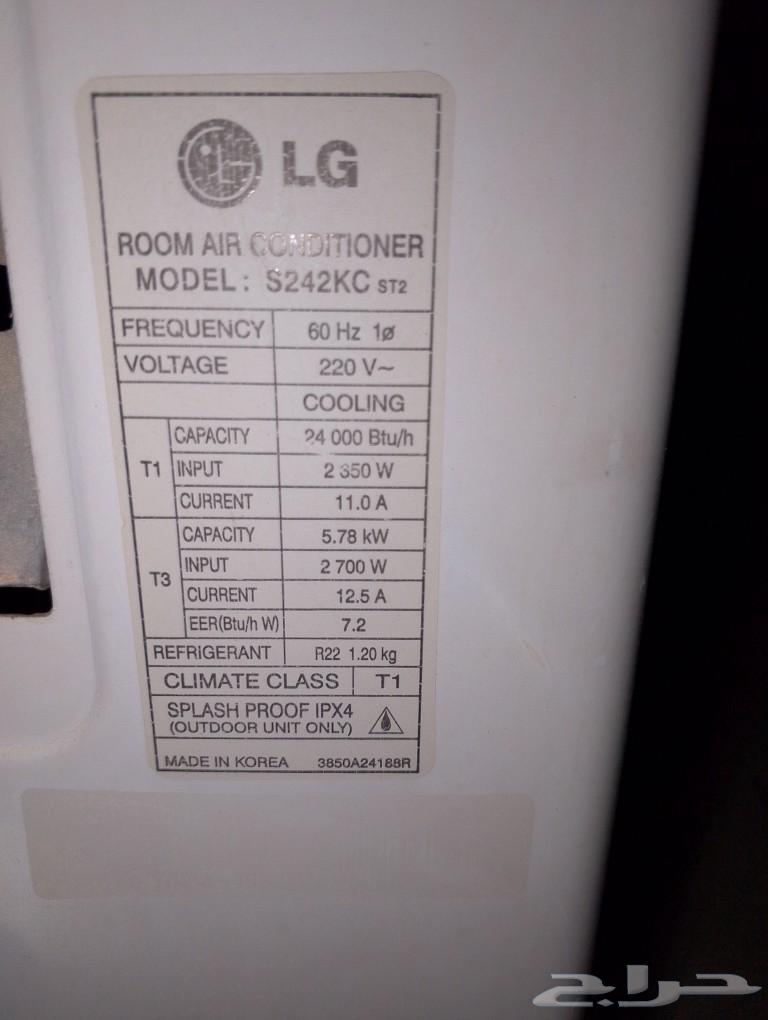 LG
ROOM AIR CONDITIONER
MODEL: S242KC ST2
FREQUENCY 60 Hz 1ø
VOLTAGE 220 V~
COOLING
T1
CAPACITY 24 000 Btu/h
INPUT 2 350 W
CURRENT 11.0 A
T3
CAPACITY 5.78 kW
INPUT 2 700 W
CURRENT 12.5 A
EER(Btu/h W) 7.2
REFRIGERANT R22 1.20 kg
CLIMATE CLASS T1
SPLASH PROOF IPX4
(OUTDOOR UNIT ONLY)
MADE IN KOREA 3850A24188R
حراج